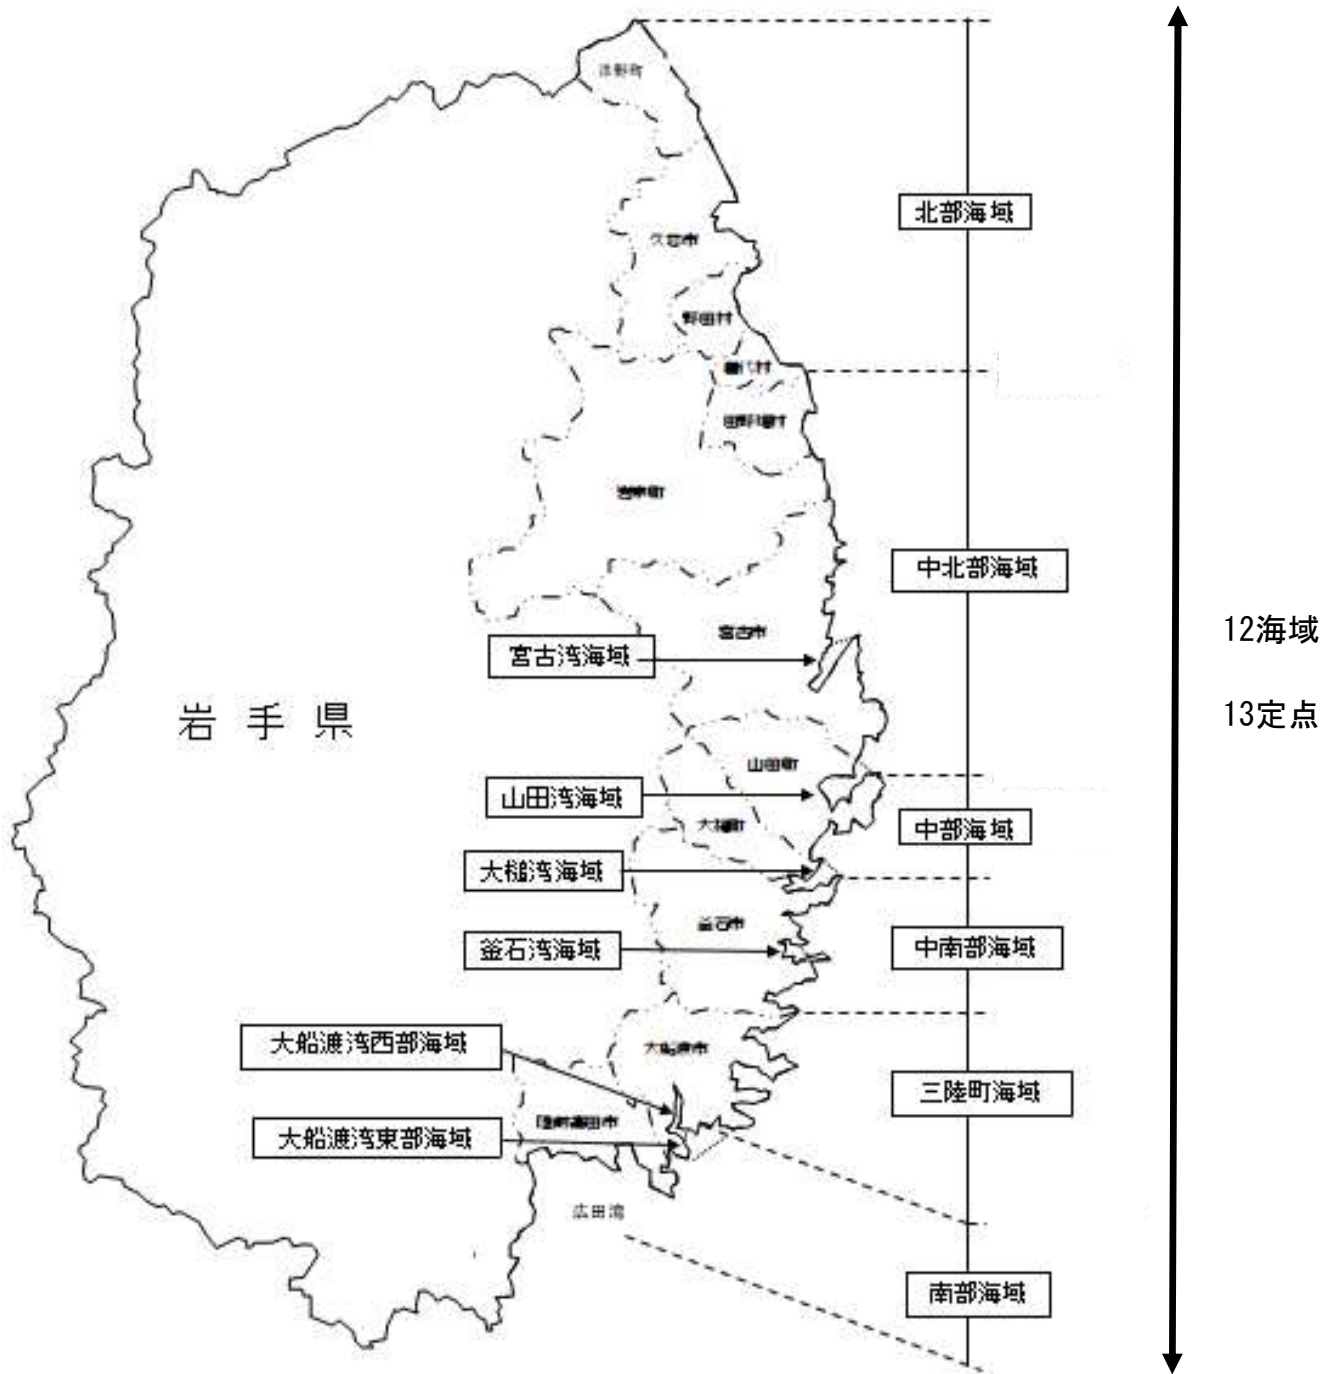 洋野町
北部海域
久慈市
野田村
普代村
田野畑村
岩泉町
中北部海域
12海域
宮古市
宮古湾海域
岩手県
13定点
山田町
山田湾海域
大槌町
中部海域
大槌湾海域
釜石市
釜石湾海域
中南部海域
大船渡湾西部海域
大船渡市
三陸町海域
陸前高田市
大船渡湾東部海域
広田湾
南部海域